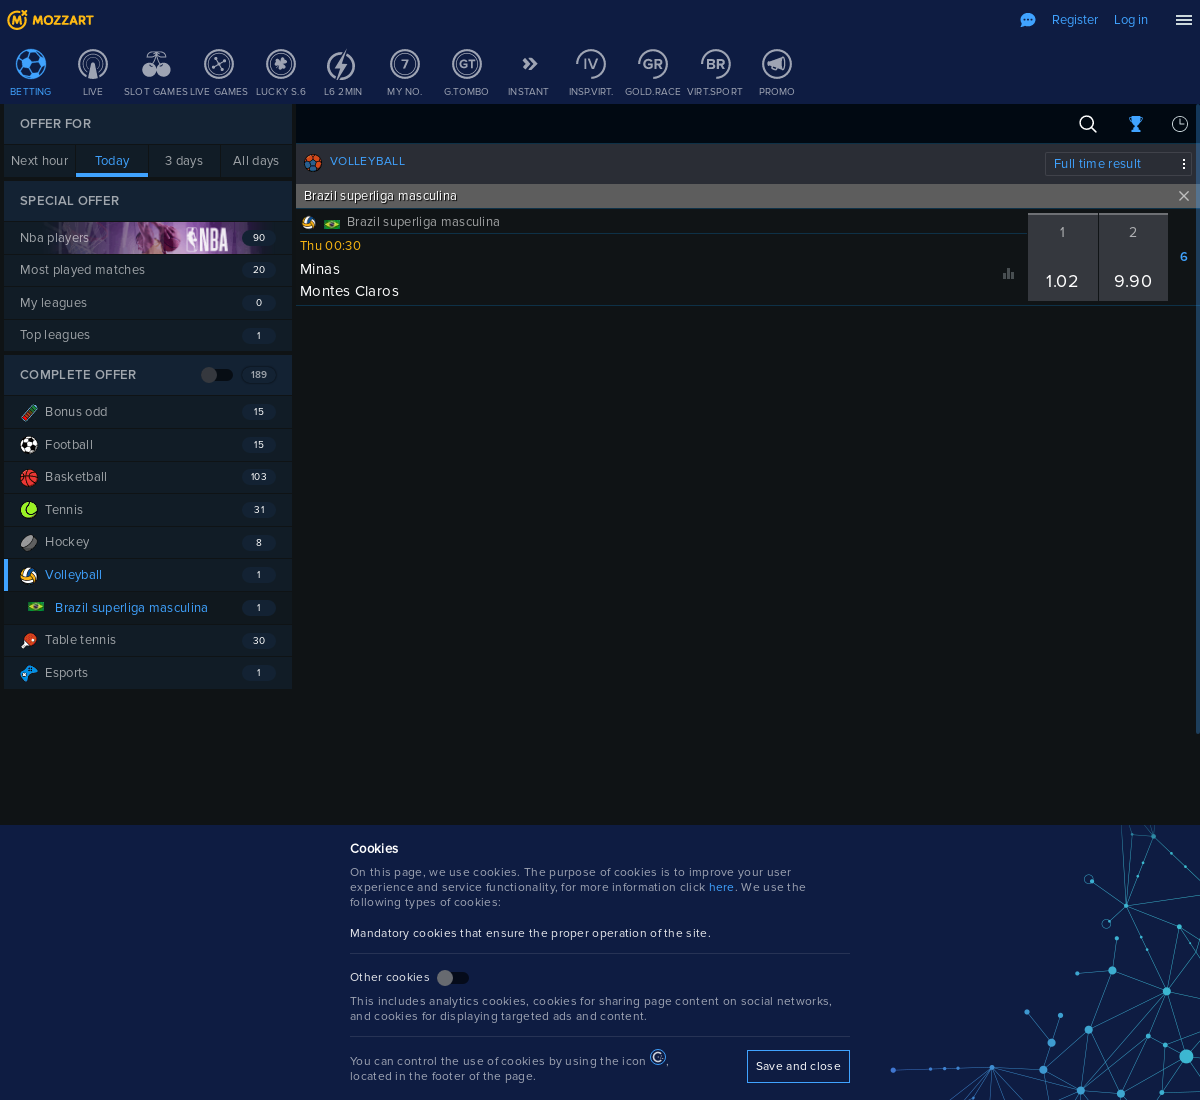 MOZZART
Register
Log in
BETTING
LIVE
SLOT GAMES
LIVE GAMES
LUCKY S.6
L6 2MIN
7
MY NO.
GT
G.TOMBO
INSTANT
IV
INSP.VIRT.
GR
GOLD.RACE
BR
VIRT.SPORT
PROMO
OFFER FOR
Next hour
Today
3 days
All days
SPECIAL OFFER
Nba players
NBA
90
Most played matches
20
My leagues
0
Top leagues
1
COMPLETE OFFER
189
Bonus odd
15
Football
15
Basketball
103
Tennis
31
Hockey
8
Volleyball
1
Brazil superliga masculina
1
Table tennis
30
Esports
1
VOLLEYBALL
Full time result
Brazil superliga masculina
Brazil superliga masculina
Thu 00:30
Minas
Montes Claros
1
1.02
2
9.90
6
Cookies
On this page, we use cookies. The purpose of cookies is to improve your user
experience and service functionality, for more information click here. We use the
following types of cookies:
Mandatory cookies that ensure the proper operation of the site.
Other cookies
This includes analytics cookies, cookies for sharing page content on social networks,
and cookies for displaying targeted ads and content.
You can control the use of cookies by using the icon C,
located in the footer of the page.
Save and close